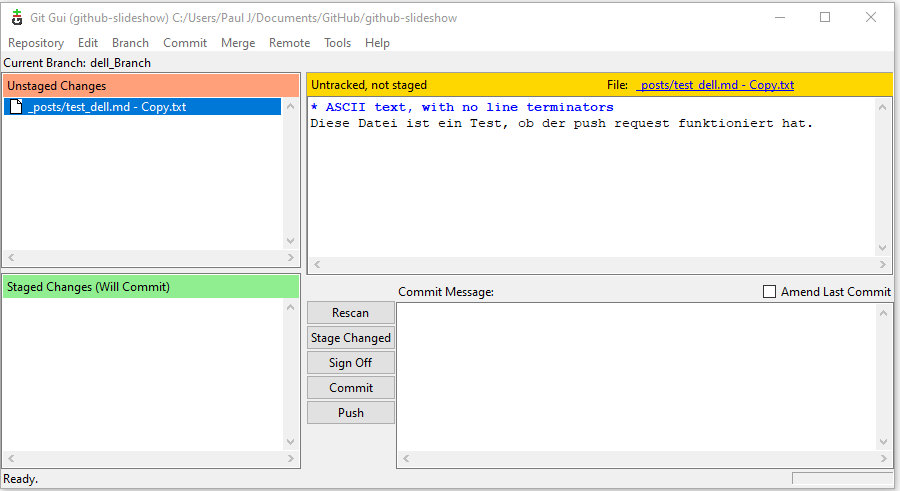 Git Gui (github-slideshow) C:/Users/Paul J/Documents/GitHub/github-slideshow
Repository Edit Branch Commit Merge Remote Tools Help
Current Branch: dell_Branch
Unstaged Changes
_posts/test_dell.md - Copy.txt
Untracked, not staged File: _posts/test_dell.md - Copy.txt
* ASCII text, with no line terminators
Diese Datei ist ein Test, ob der push request funktioniert hat.
Staged Changes (Will Commit)
Commit Message: Amend Last Commit
Rescan
Stage Changed
Sign Off
Commit
Push
Ready.